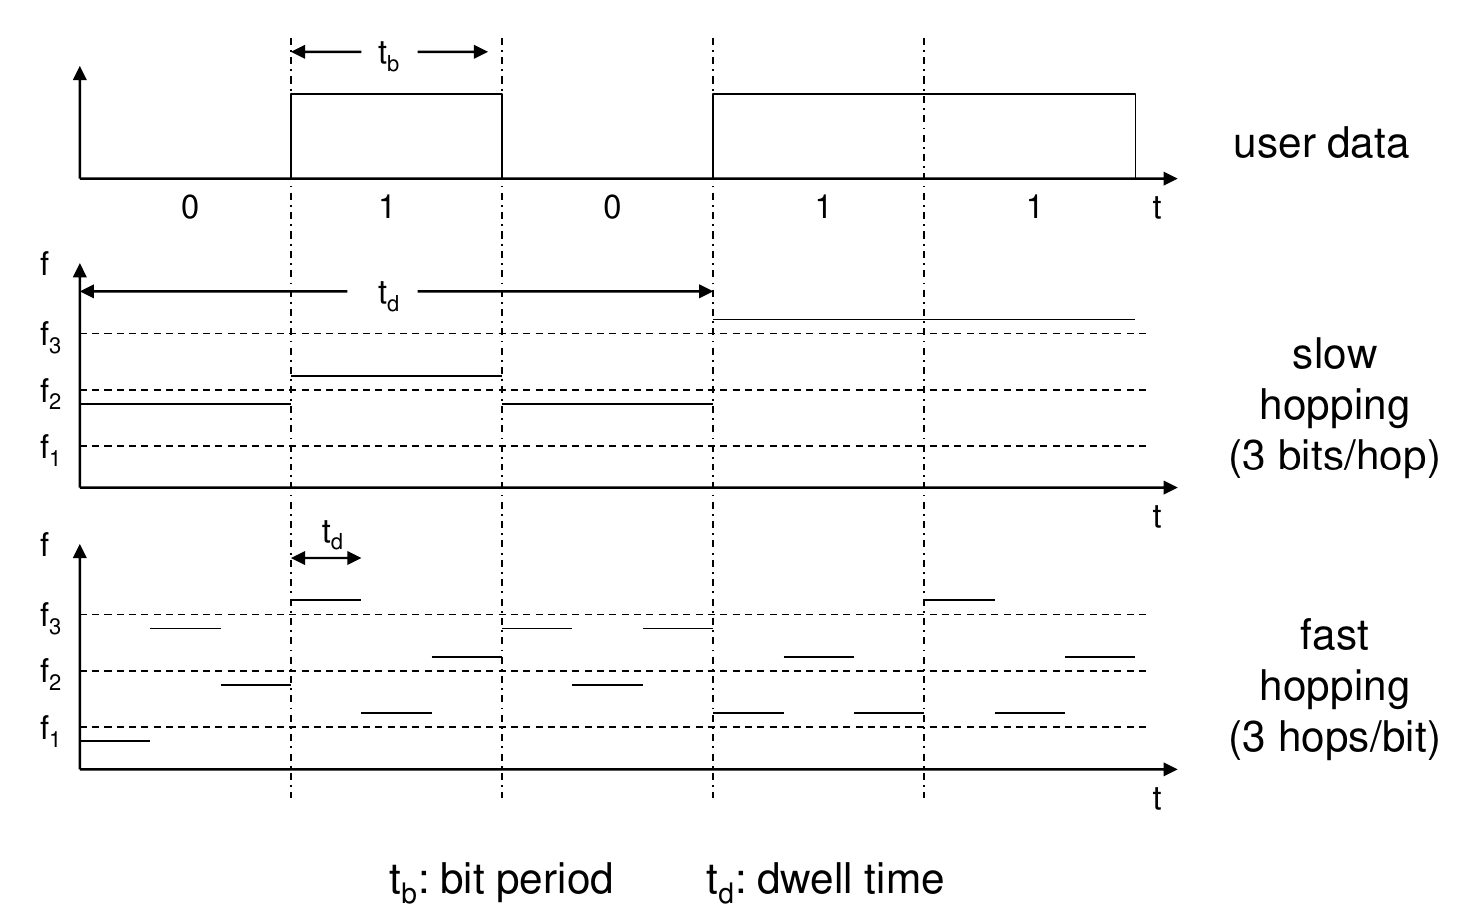 t_b
user data
0 1 0 1 1 t
f
t_d
f_3
slow
f_2
hopping
f_1
(3 bits/hop)
t
t_d
f
f_3
fast
f_2
hopping
f_1
(3 hops/bit)
t
t_b: bit period t_d: dwell time